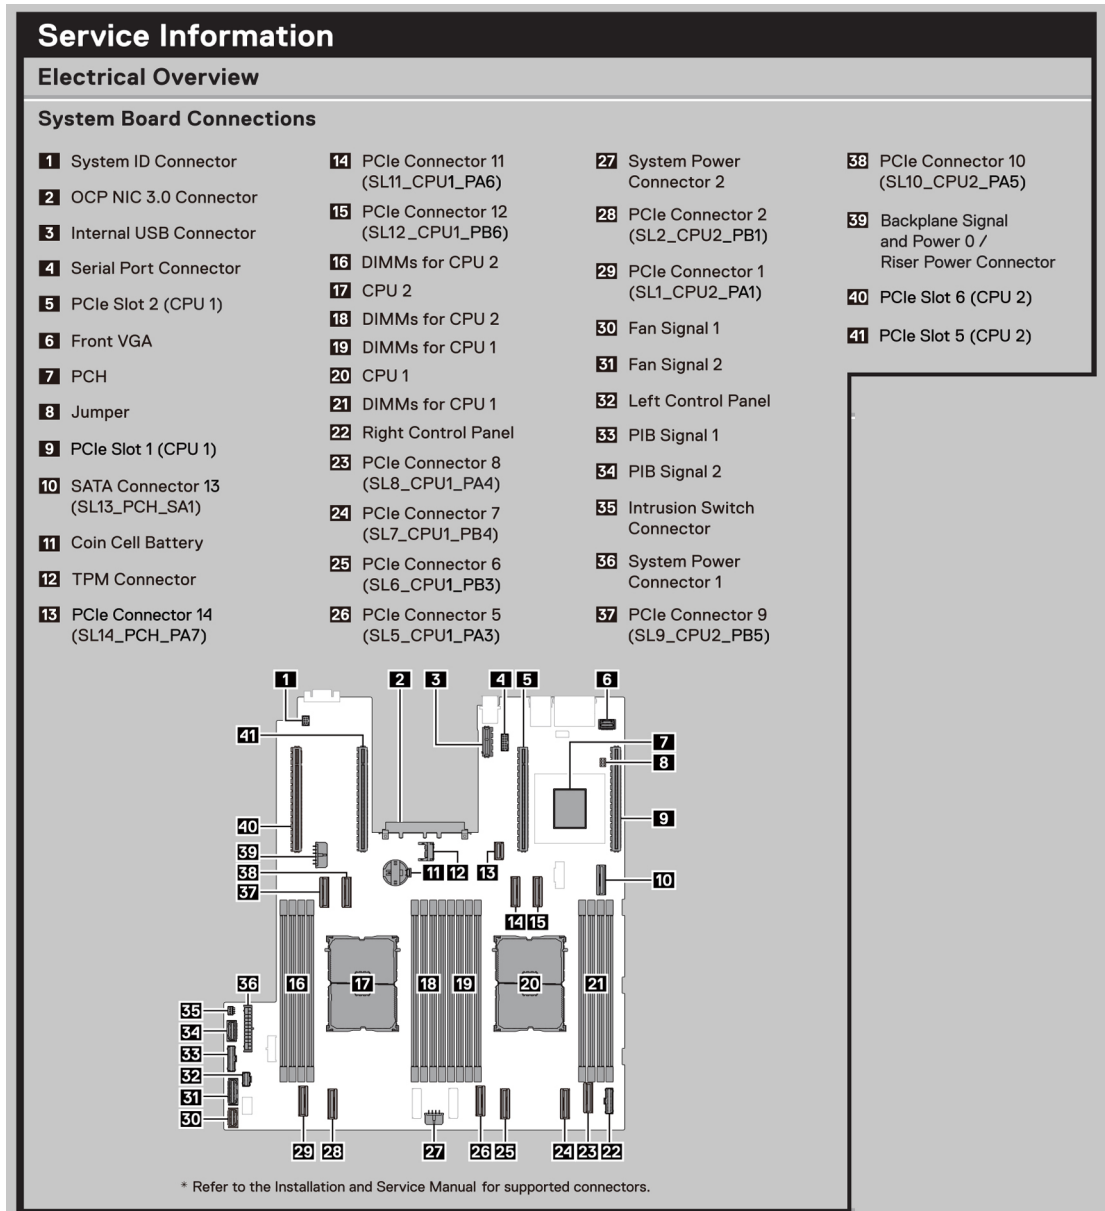 Service Information
Electrical Overview
System Board Connections
1 System ID Connector
2 OCP NIC 3.0 Connector
3 Internal USB Connector
4 Serial Port Connector
5 PCIe Slot 2 (CPU 1)
6 Front VGA
7 PCH
8 Jumper
9 PCIe Slot 1 (CPU 1)
10 SATA Connector 13
(SL13_PCH_SA1)
11 Coin Cell Battery
12 TPM Connector
13 PCIe Connector 14
(SL14_PCH_PA7)
14 PCIe Connector 11
(SL11_CPU1_PA6)
15 PCIe Connector 12
(SL12_CPU1_PB6)
16 DIMMs for CPU 2
17 CPU 2
18 DIMMs for CPU 2
19 DIMMs for CPU 1
20 CPU 1
21 DIMMs for CPU 1
22 Right Control Panel
23 PCIe Connector 8
(SL8_CPU1_PA4)
24 PCIe Connector 7
(SL7_CPU1_PB4)
25 PCIe Connector 6
(SL6_CPU1_PB3)
26 PCIe Connector 5
(SL5_CPU1_PA3)
27 System Power
Connector 2
28 PCIe Connector 2
(SL2_CPU2_PB1)
29 PCIe Connector 1
(SL1_CPU2_PA1)
30 Fan Signal 1
31 Fan Signal 2
32 Left Control Panel
33 PIB Signal 1
34 PIB Signal 2
35 Intrusion Switch
Connector
36 System Power
Connector 1
37 PCIe Connector 9
(SL9_CPU2_PB5)
38 PCIe Connector 10
(SL10_CPU2_PA5)
39 Backplane Signal
and Power 0 /
Riser Power Connector
40 PCIe Slot 6 (CPU 2)
41 PCIe Slot 5 (CPU 2)
1 2 3 4 5 6
41 7
8
40 9
39
38 11 12 13 10
37
14 15
36 16 17 18 19 20 21
35
34
33
32
31
30
29 28 27 26 25 24 23 22
* Refer to the Installation and Service Manual for supported connectors.